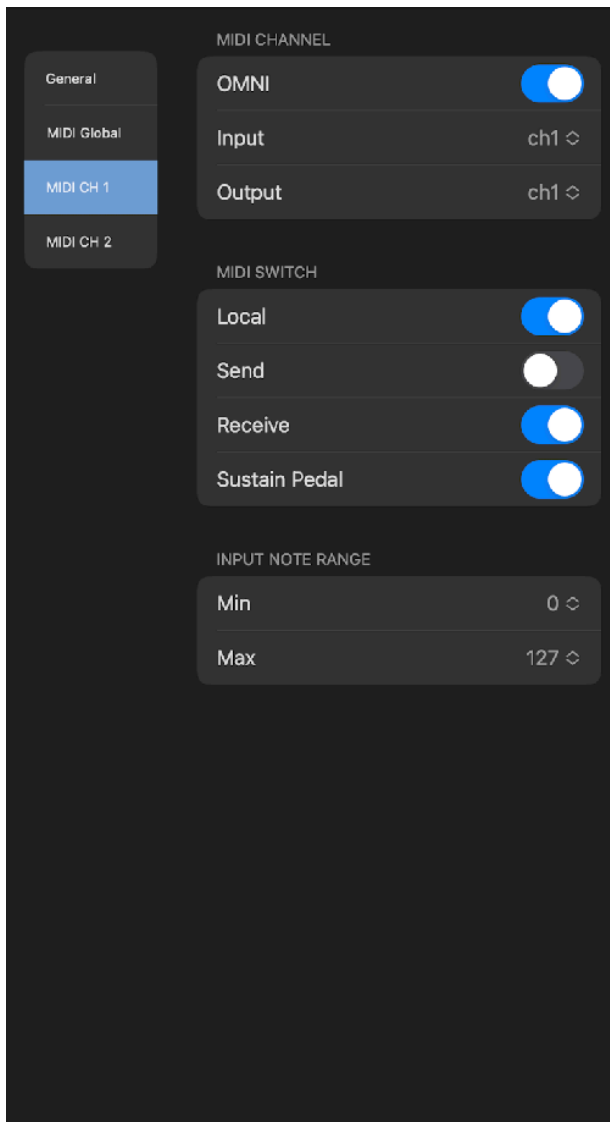 General
MIDI Global
MIDI CH 1
MIDI CH 2
MIDI CHANNEL
OMNI
Input ch1
Output ch1
MIDI SWITCH
Local
Send
Receive
Sustain Pedal
INPUT NOTE RANGE
Min 0
Max 127